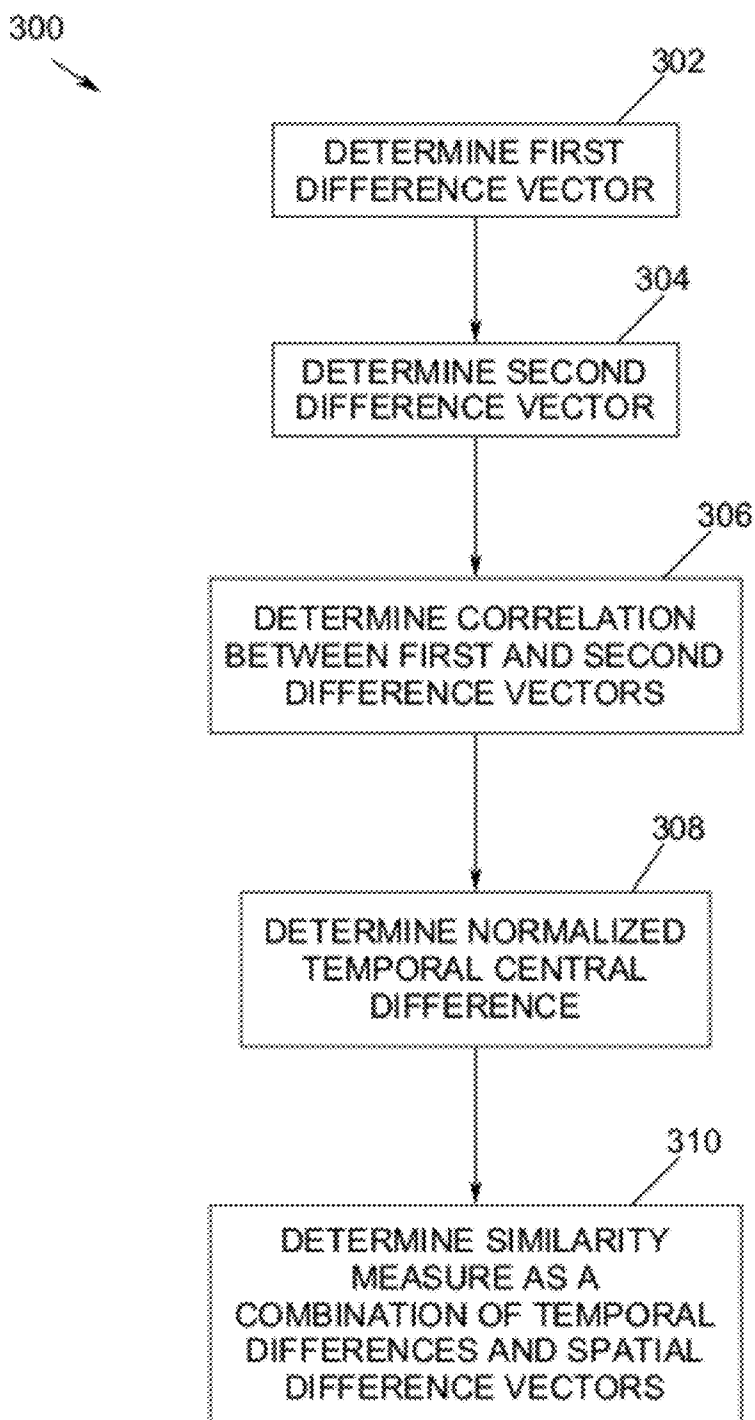 300
302
DETERMINE FIRST
DIFFERENCE VECTOR
304
DETERMINE SECOND
DIFFERENCE VECTOR
306
DETERMINE CORRELATION
BETWEEN FIRST AND SECOND
DIFFERENCE VECTORS
308
DETERMINE NORMALIZED
TEMPORAL CENTRAL
DIFFERENCE
310
DETERMINE SIMILARITY
MEASURE AS A
COMBINATION OF TEMPORAL
DIFFERENCES AND SPATIAL
DIFFERENCE VECTORS